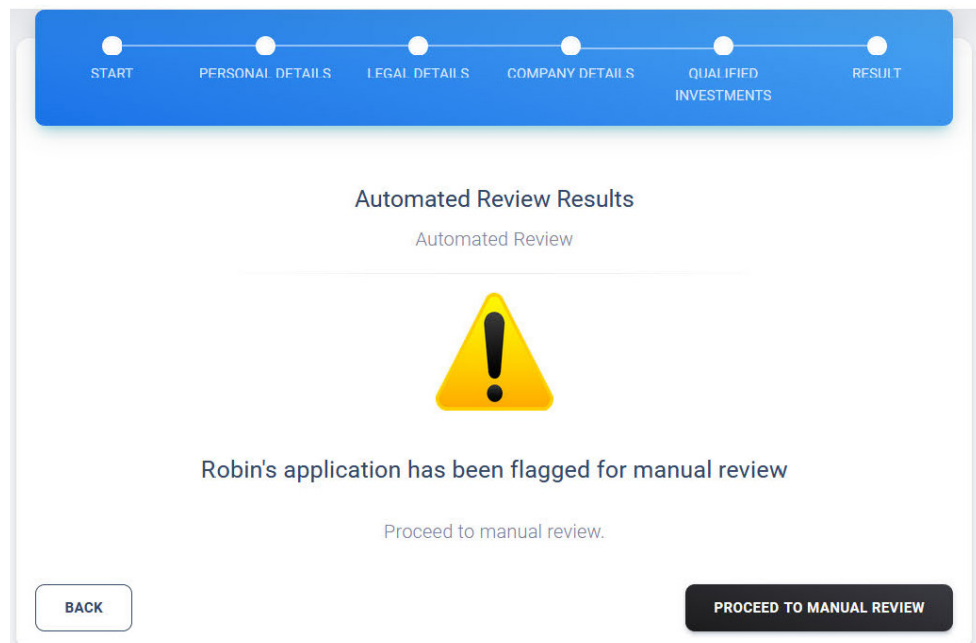 START
PERSONAL DETAILS
LEGAL DETAILS
COMPANY DETAILS
QUALIFIED
INVESTMENTS
RESULT
Automated Review Results
Automated Review
Robin's application has been flagged for manual review
Proceed to manual review.
BACK
PROCEED TO MANUAL REVIEW